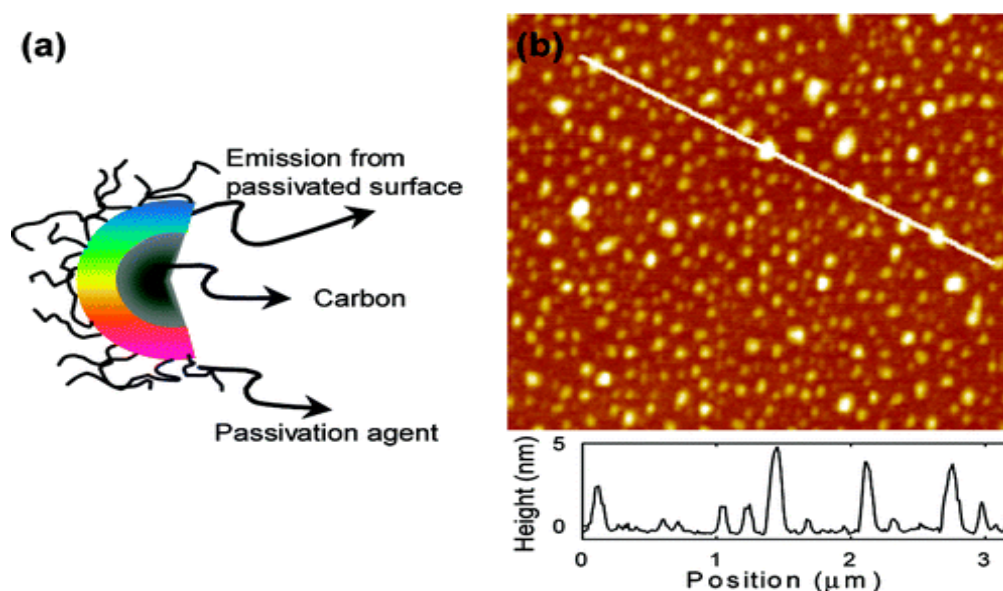 (a)
Emission from
passivated surface
Carbon
Passivation agent
(b)
Height (nm)
5
0
0 1 2 3
Position (μm)